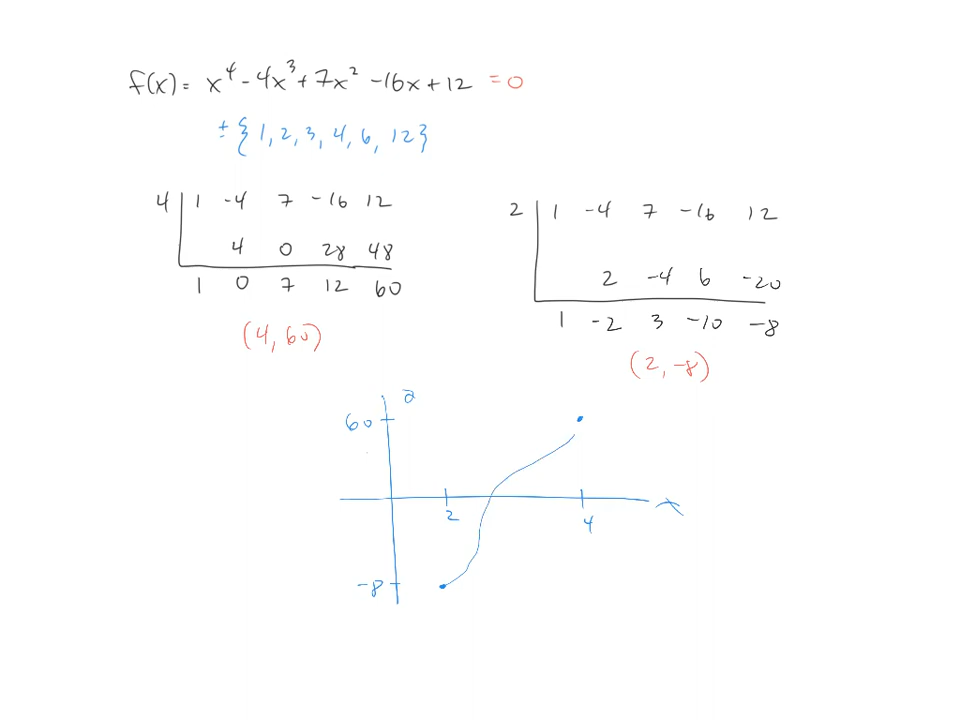 f(x) = x⁴ - 4x³ + 7x² - 16x + 12 = 0
± {1, 2, 3, 4, 6, 12}
4 | 1 -4 7 -16 12
4 0 28 48
1 0 7 12 60
(4, 60)
2 | 1 -4 7 -16 12
2 -4 6 -20
1 -2 3 -10 -8
(2, -8)
60
2
4
x
-8